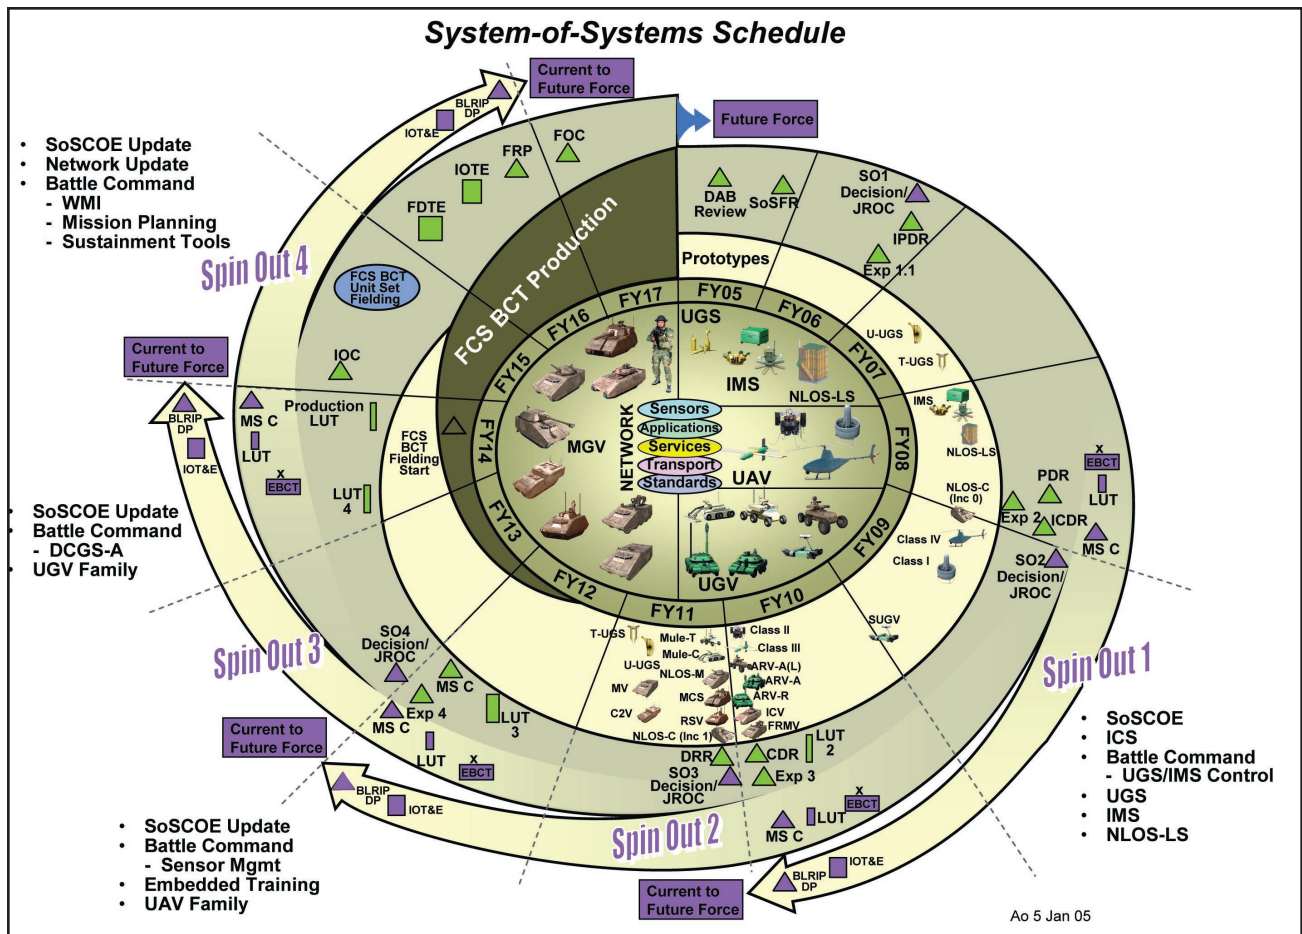 System-of-Systems Schedule
Current to
Future Force
Future Force
BLRIP
DP
IOT&E
FOC
FRP
IOTE
FDTE
FCS BCT
Unit Set
Fielding
IOC
FCS BCT Production
DAB
Review
SoSFR
SO1
Decision/
JROC
IPDR
Exp 1.1
Prototypes
• SoSCOE Update
• Network Update
• Battle Command
- WMI
- Mission Planning
- Sustainment Tools
Spin Out 4
Current to
Future Force
BLRIP
DP
IOT&E
MS C
LUT
x
EBCT
Production
LUT
LUT
4
FCS
BCT
Fielding
Start
FY05
FY06
FY07
FY08
FY09
FY10
FY11
FY12
FY13
FY14
FY15
FY16
FY17
UGS
IMS
NLOS-LS
NETWORK
Sensors
Applications
Services
Transport
Standards
MGV
UAV
UGV
U-UGS
T-UGS
IMS
NLOS-LS
NLOS-C
(Inc 0)
Class IV
Class I
SUGV
x
EBCT
LUT
PDR
Exp 2
ICDR
MS C
SO2
Decision/
JROC
• SoSCOE Update
• Battle Command
- DCGS-A
• UGV Family
Spin Out 3
SO4
Decision/
JROC
MS C
Exp 4
MS C
LUT
3
LUT
x
EBCT
T-UGS
U-UGS
MV
C2V
Mule-T
Mule-C
NLOS-M
MCS
RSV
NLOS-C (Inc 1)
Class II
Class III
ARV-A(L)
ARV-A
ARV-R
ICV
FRMV
DRR
SO3
Decision/
JROC
CDR
Exp 3
LUT
2
MS C
LUT
x
EBCT
Spin Out 1
• SoSCOE
• ICS
• Battle Command
- UGS/IMS Control
• UGS
• IMS
• NLOS-LS
Current to
Future Force
BLRIP
DP
IOT&E
Spin Out 2
• SoSCOE Update
• Battle Command
- Sensor Mgmt
• Embedded Training
• UAV Family
Current to
Future Force
BLRIP
DP
IOT&E
Ao 5 Jan 05